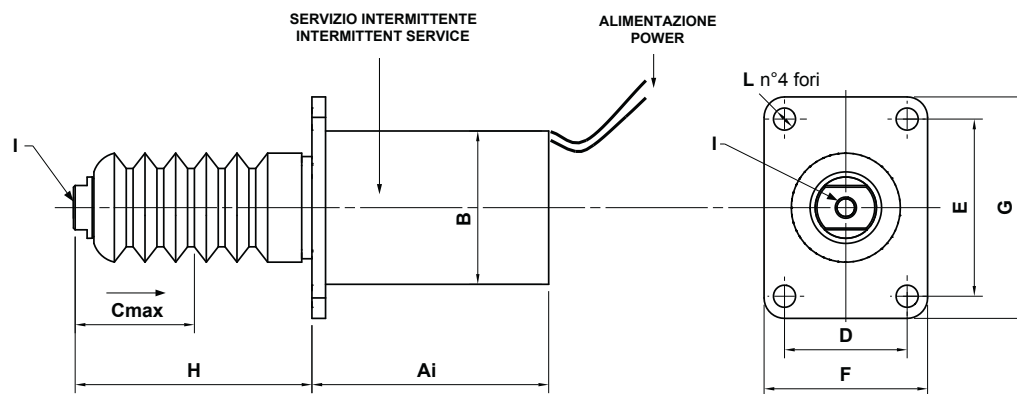 SERVIZIO INTERMITTENTE
INTERMITTENT SERVICE
ALIMENTAZIONE
POWER
L n°4 fori
I
I
B
E
G
Cmax
D
H
Ai
F